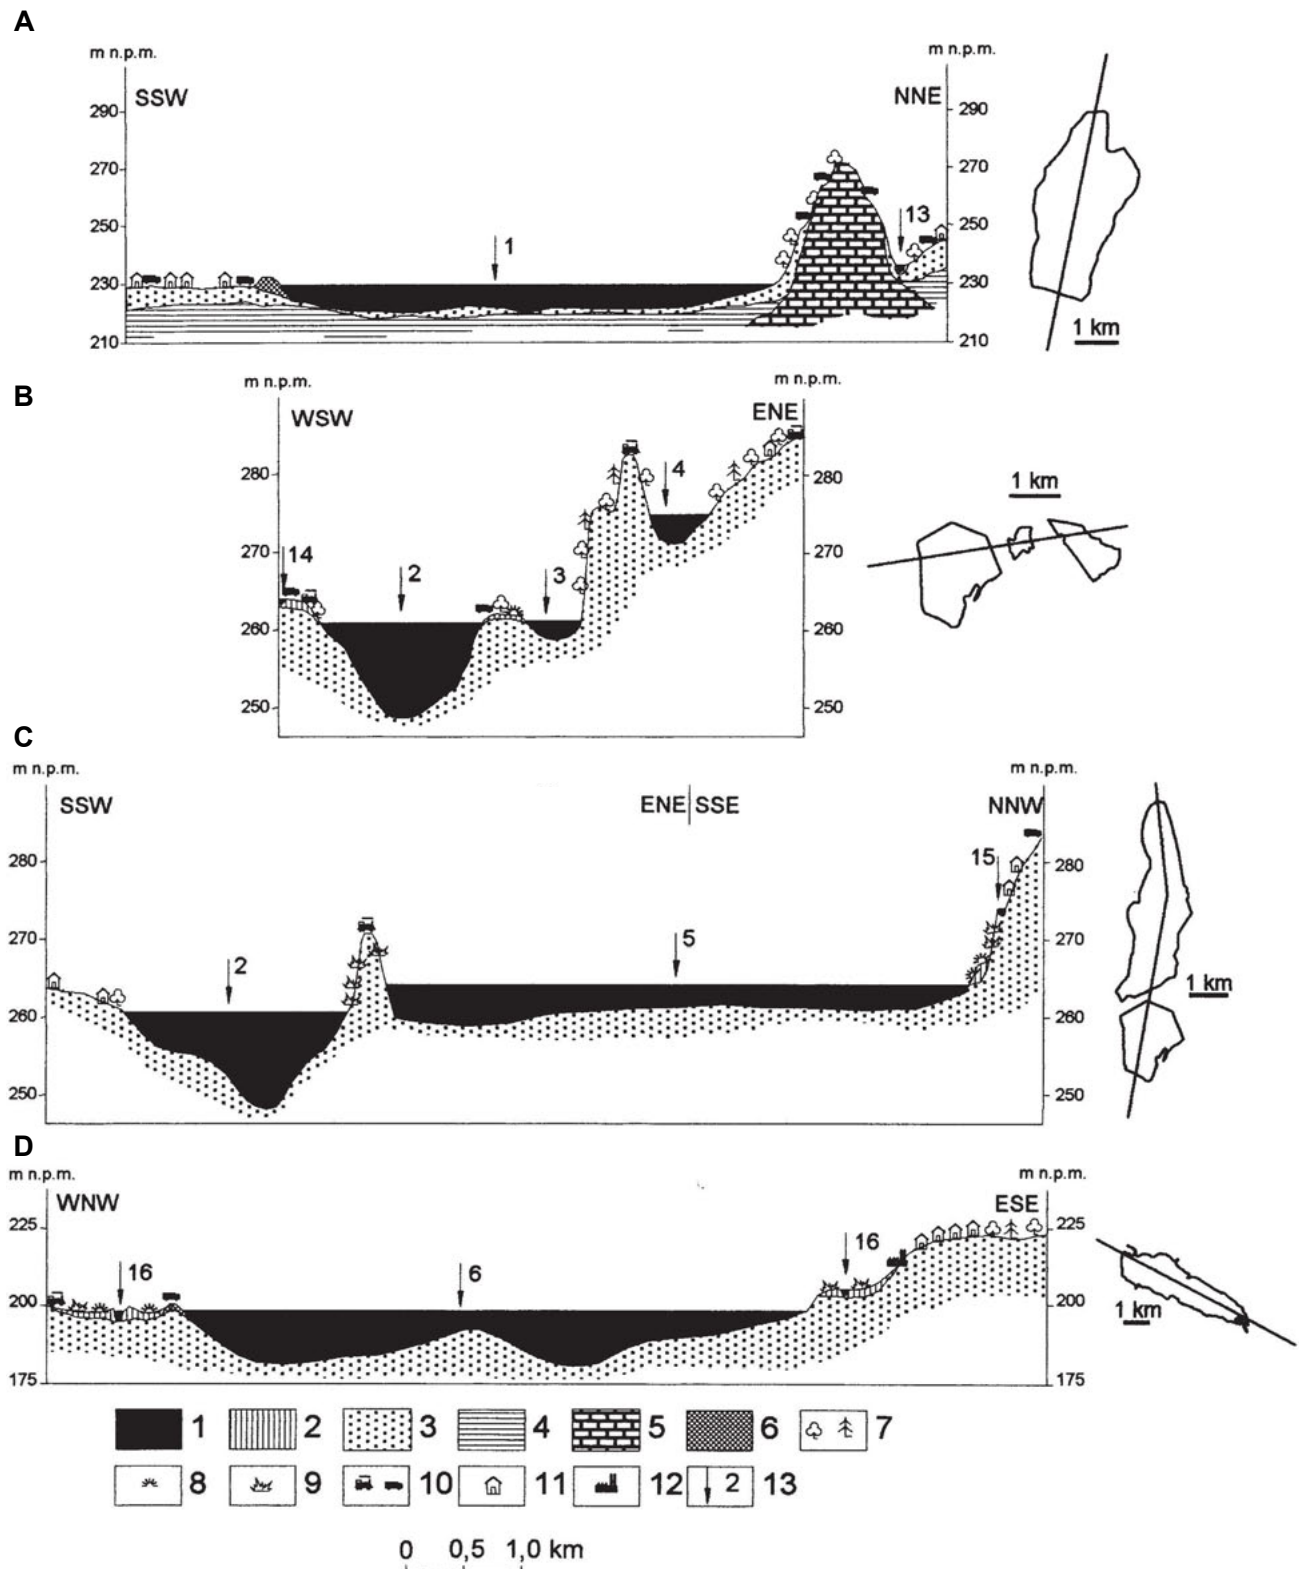 A
m n.p.m. m n.p.m.
SSW NNE
290 290
270 270
1 13
250 250
230 230
210 210
1 km
B
m n.p.m. m n.p.m.
WSW ENE
4
280 280
1 km
270 270
14 2 3
260 260
250 250
C
m n.p.m. m n.p.m.
SSW ENE SSE NNW
280 15 280
270 270
2 5
1 km
260 260
250 250
D
m n.p.m. m n.p.m.
WNW ESE
225 225
16 6 16
200 200
1 km
175 175
1 2 3 4 5 6 7
8 9 10 11 12 2 13
0 0,5 1,0 km